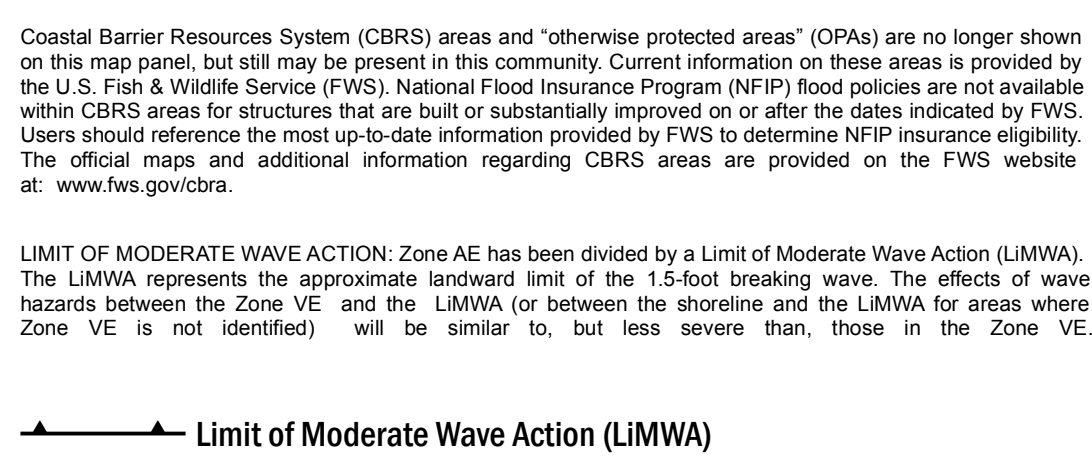 Coastal Barrier Resources System (CBRS) areas and “otherwise protected areas” (OPAs) are no longer shown
on this map panel, but still may be present in this community. Current information on these areas is provided by
the U.S. Fish & Wildlife Service (FWS). National Flood Insurance Program (NFIP) flood policies are not available
within CBRS areas for structures that are built or substantially improved on or after the dates indicated by FWS.
Users should reference the most up-to-date information provided by FWS to determine NFIP insurance eligibility.
The official maps and additional information regarding CBRS areas are provided on the FWS website
at: www.fws.gov/cbra.
LIMIT OF MODERATE WAVE ACTION: Zone AE has been divided by a Limit of Moderate Wave Action (LiMWA).
The LiMWA represents the approximate landward limit of the 1.5-foot breaking wave. The effects of wave
hazards between the Zone VE and the LiMWA (or between the shoreline and the LiMWA for areas where
Zone VE is not identified) will be similar to, but less severe than, those in the Zone VE.
Limit of Moderate Wave Action (LiMWA)